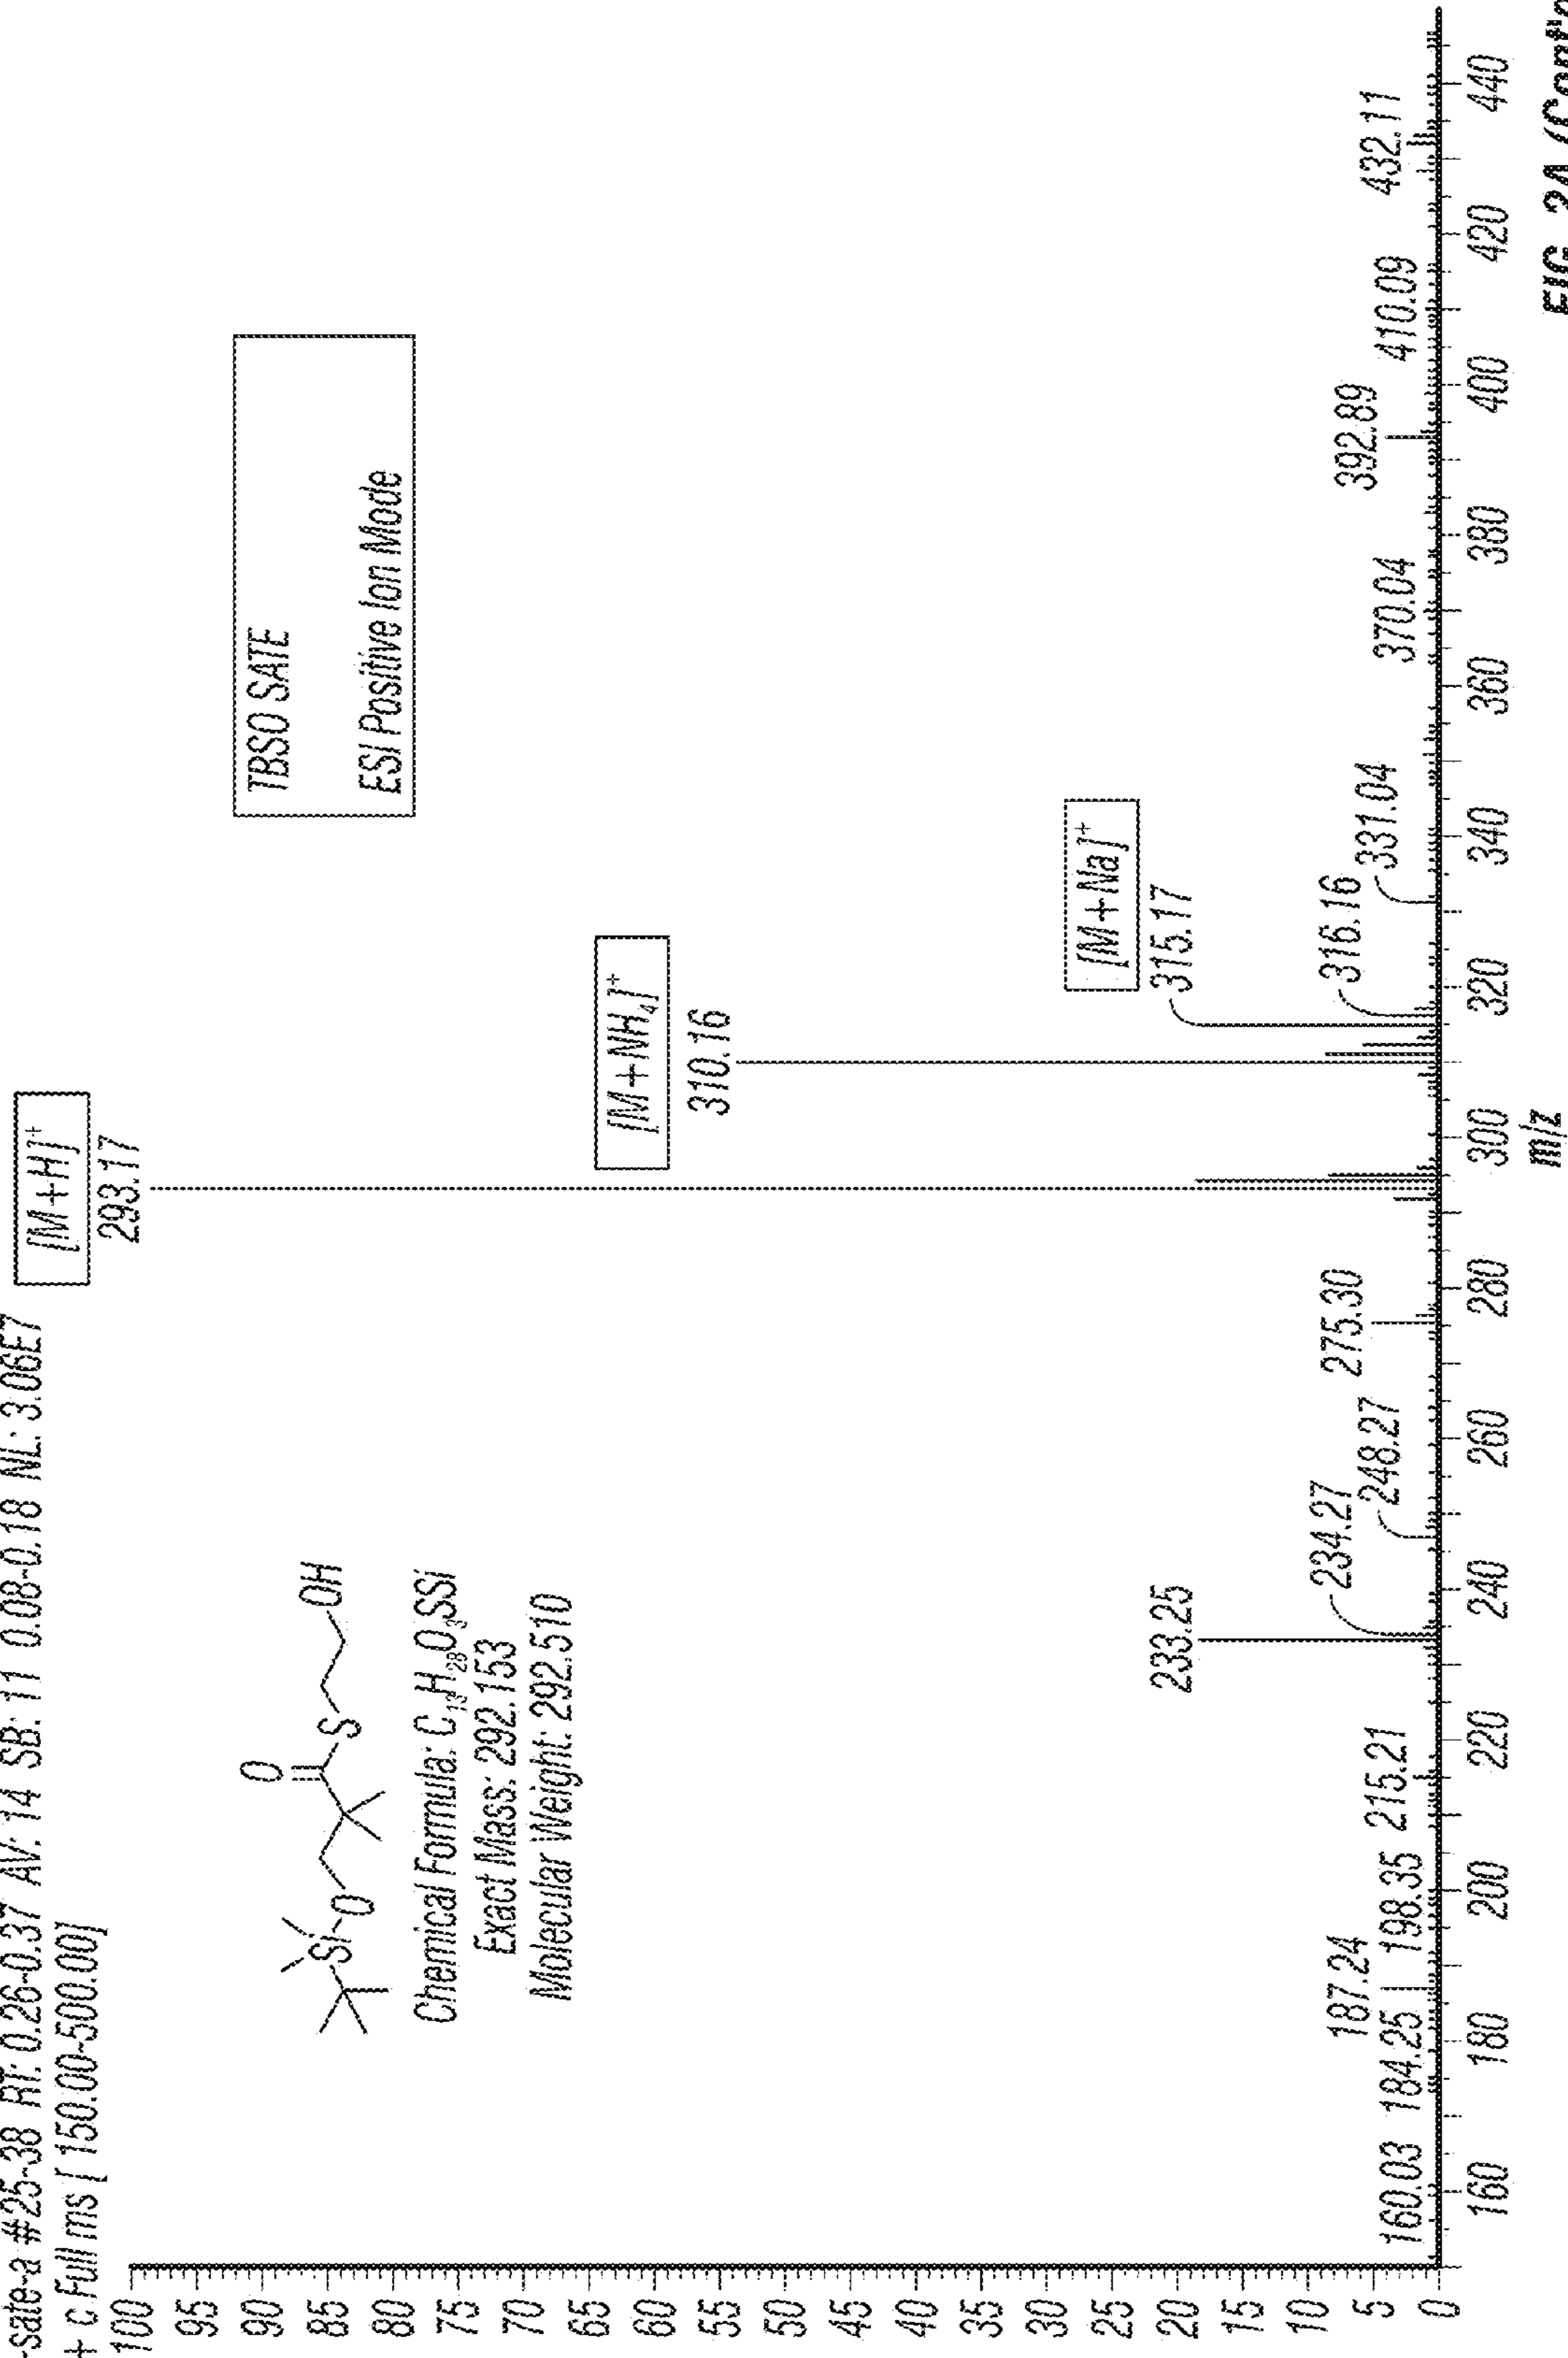 -sate-a #25-38 RT: 0.26-0.37 AV: 14 SB: 11 0.08-0.18 NL: 3.06E7
+ c Full ms [ 150.00-500.00]
[M+H]⁺
293.17
TBSO SATE
ESI Positive Ion Mode
[M+NH₄]⁺
310.16
[M+Na]⁺
315.17
O
Si
O
S
OH
Chemical Formula: C₁₃H₂₈O₃SSi
Exact Mass: 292.153
Molecular Weight: 292.510
233.25
234.27
248.27
275.30
316.16
331.04
370.04
392.89
410.09
432.11
160.03
184.25
187.24
198.35
215.21
100
95
90
85
80
75
70
65
60
55
50
45
40
35
30
25
20
15
10
5
0
160 180 200 220 240 260 280 300 320 340 360 380 400 420 440
m/z
FIG. 2A (Cont'n